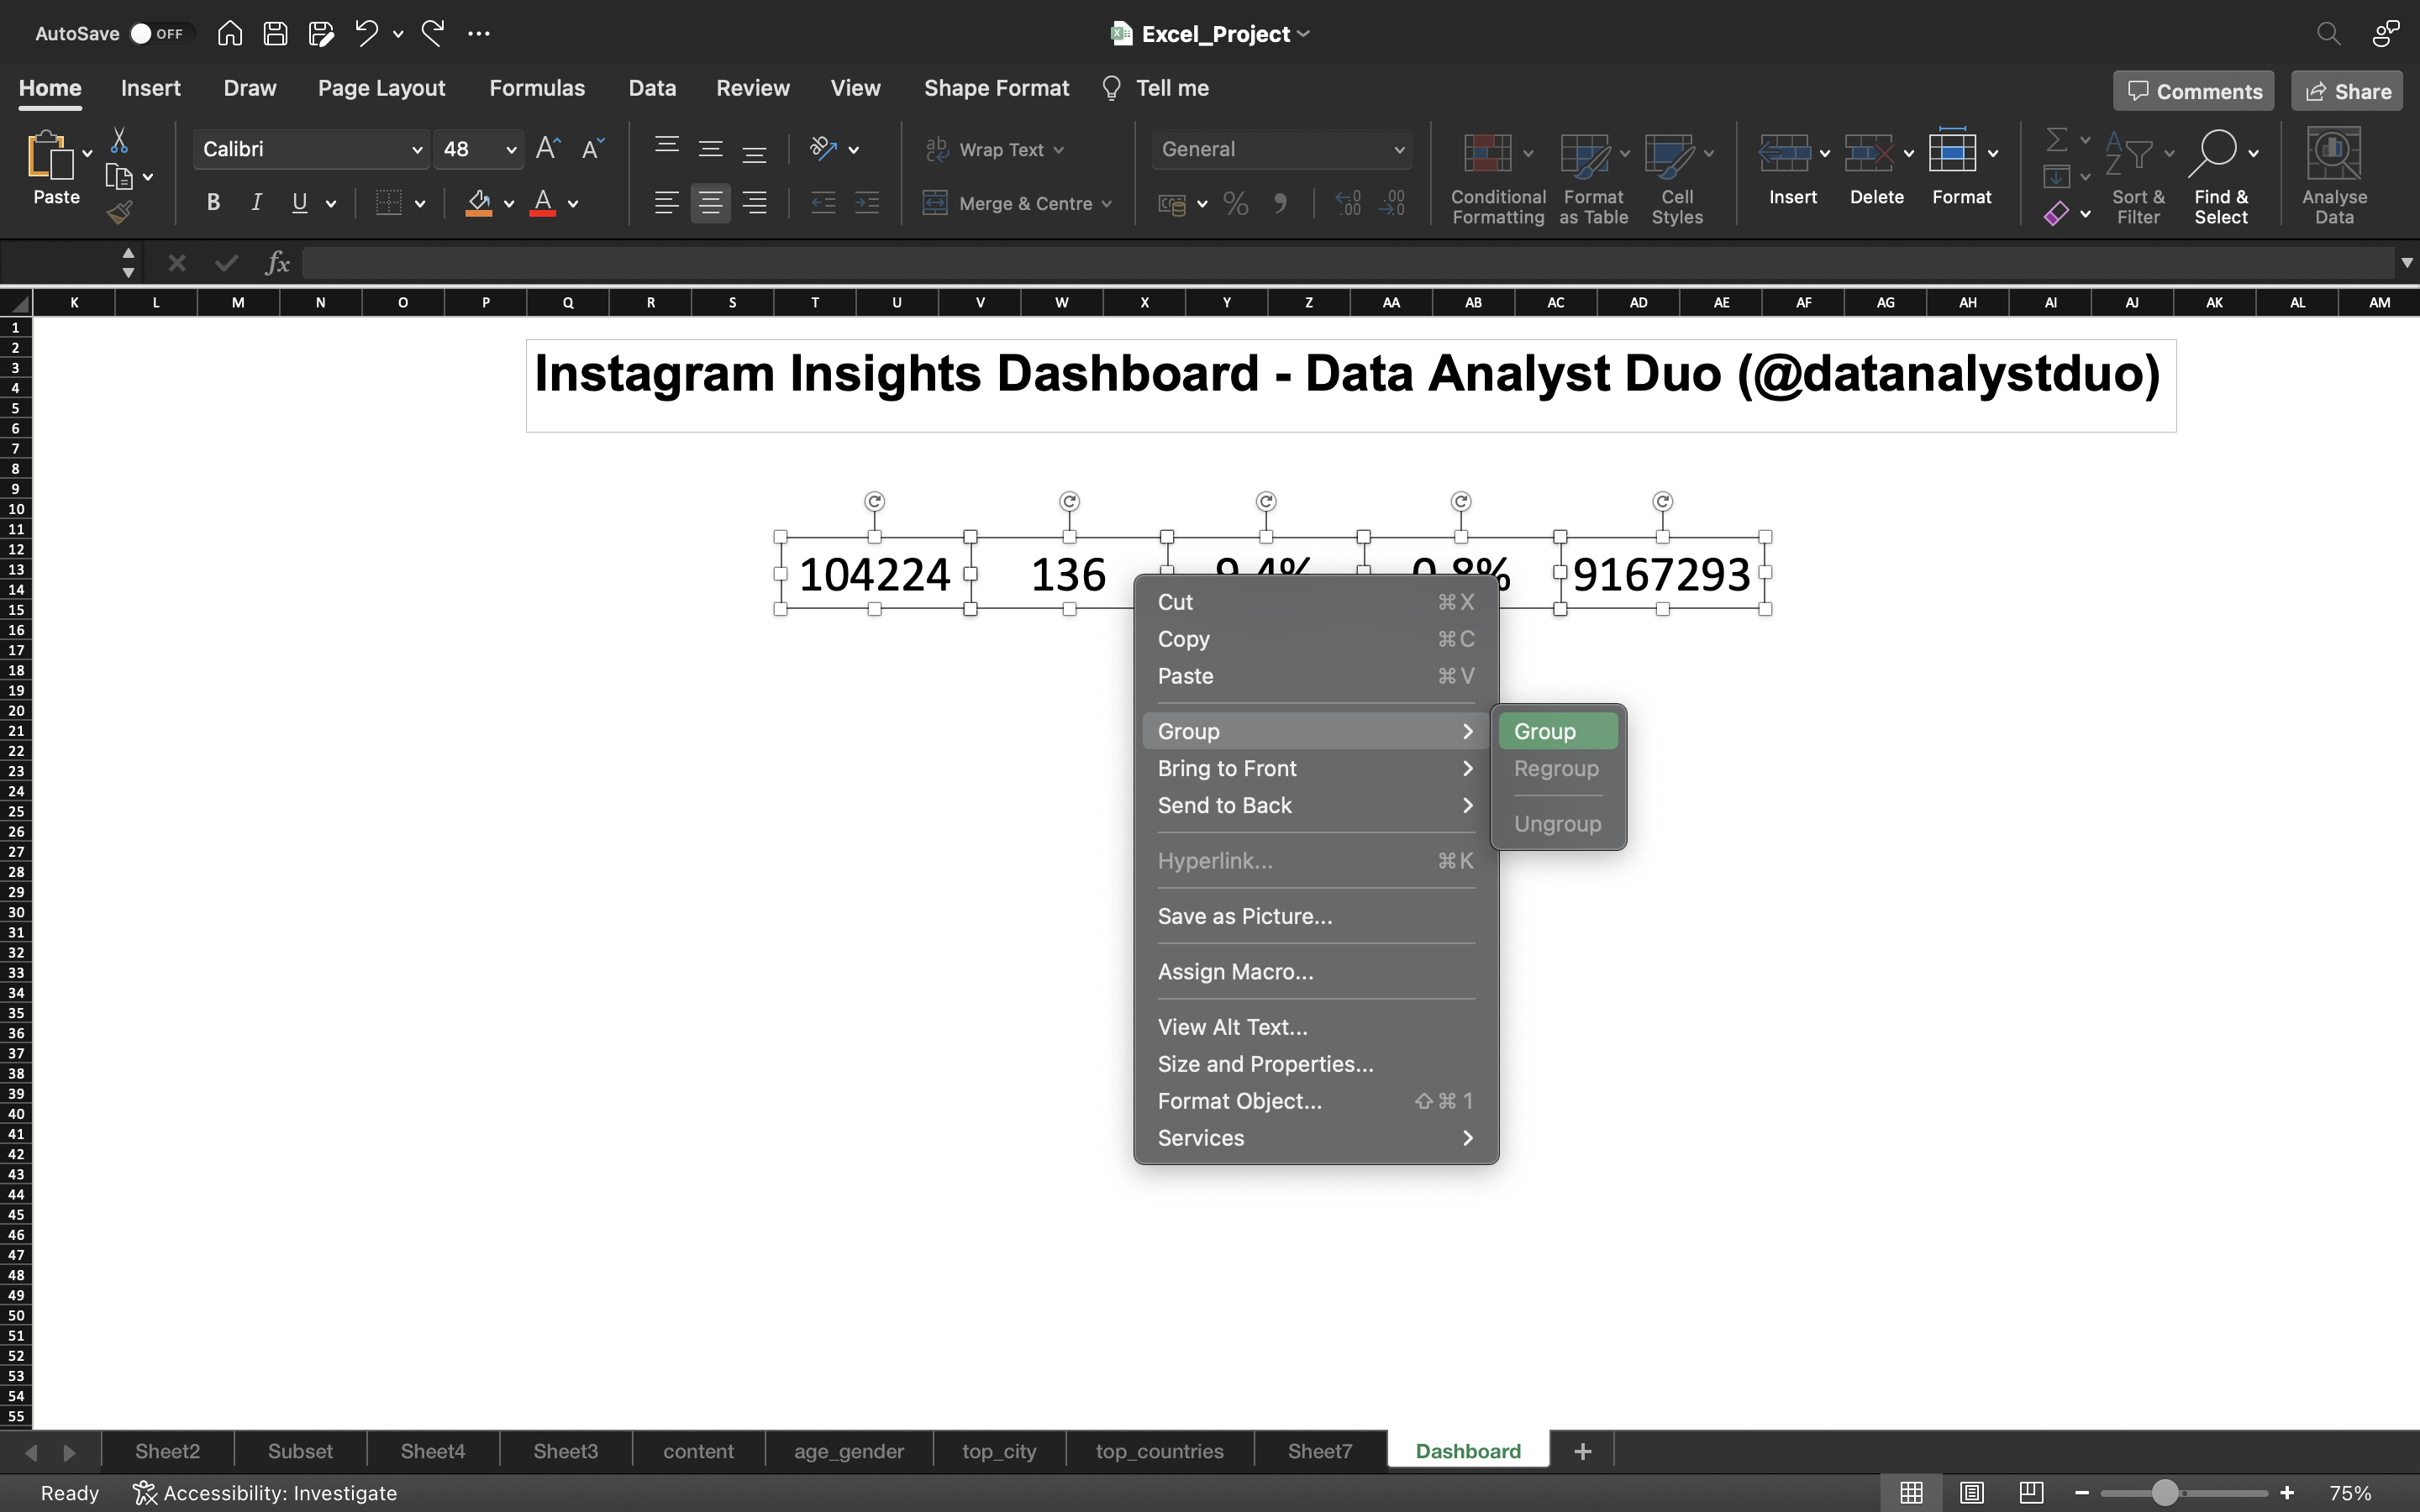 AutoSave OFF Excel_Project
Home Insert Draw Page Layout Formulas Data Review View Shape Format Tell me Comments Share
Calibri 48 Wrap Text General
Paste B I U Merge & Centre % Conditional Formatting Format as Table Cell Styles Insert Delete Format Sort & Filter Find & Select Analyse Data
fx
K L M N O P Q R S T U V W X Y Z AA AB AC AD AE AF AG AH AI AJ AK AL AM
1
2
3
4
5
6
7
8
9
10
11
12
13
14
15
16
17
18
19
20
21
22
23
24
25
26
27
28
29
30
31
32
33
34
35
36
37
38
39
40
41
42
43
44
45
46
47
48
49
50
51
52
53
54
55
Instagram Insights Dashboard - Data Analyst Duo (@datanalystduo)
104224 136 9.4% 0.8% 9167293
Cut ⌘X
Copy ⌘C
Paste ⌘V
Group
Bring to Front
Send to Back
Hyperlink... ⌘K
Save as Picture...
Assign Macro...
View Alt Text...
Size and Properties...
Format Object... ⇧⌘1
Services
Group
Regroup
Ungroup
Sheet2 Subset Sheet4 Sheet3 content age_gender top_city top_countries Sheet7 Dashboard +
Ready Accessibility: Investigate 75%